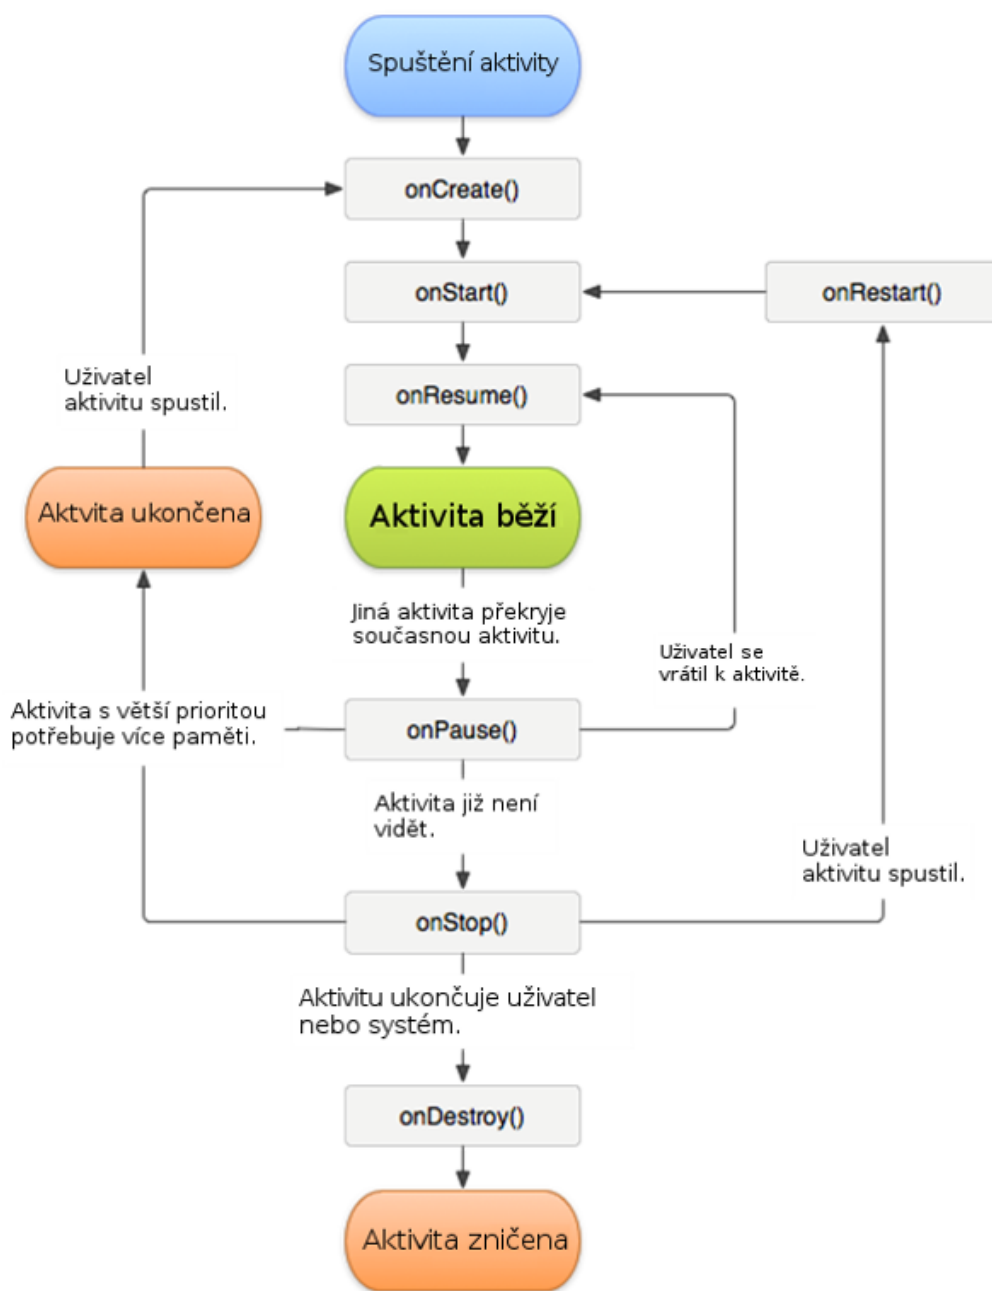 Spuštění aktivity
onCreate()
onStart()
onRestart()
Uživatel
aktivitu spustil.
onResume()
Aktvita ukončena
Aktivita běží
Jiná aktivita překryje
současnou aktivitu.
Uživatel se
vrátil k aktivitě.
Aktivita s větší prioritou
potřebuje více paměti.
onPause()
Aktivita již není
vidět.
Uživatel
aktivitu spustil.
onStop()
Aktivitu ukončuje uživatel
nebo systém.
onDestroy()
Aktivita zničena